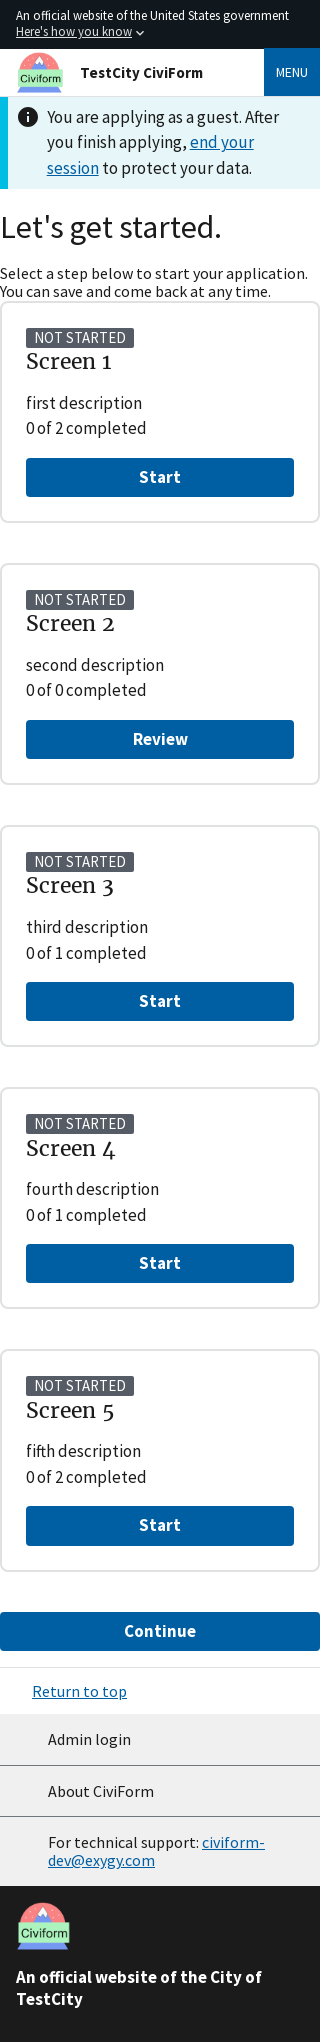 An official website of the United States government
Here's how you know
Civiform
TestCity CiviForm
MENU
You are applying as a guest. After
you finish applying, end your
session to protect your data.
Let's get started.
Select a step below to start your application.
You can save and come back at any time.
NOT STARTED
Screen 1
first description
0 of 2 completed
Start
NOT STARTED
Screen 2
second description
0 of 0 completed
Review
NOT STARTED
Screen 3
third description
0 of 1 completed
Start
NOT STARTED
Screen 4
fourth description
0 of 1 completed
Start
NOT STARTED
Screen 5
fifth description
0 of 2 completed
Start
Continue
Return to top
Admin login
About CiviForm
For technical support: civiform-
dev@exygy.com
Civiform
An official website of the City of
TestCity